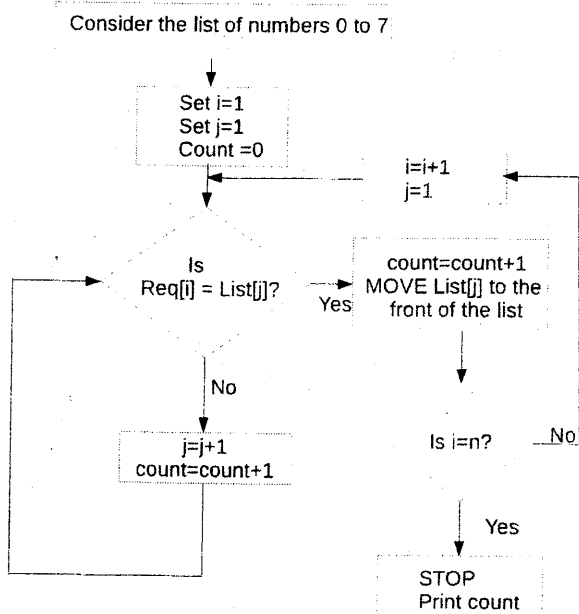 Consider the list of numbers 0 to 7
Set i=1
Set j=1
Count =0
i=i+1
j=1
Is
Req[i] = List[j]?
Yes
count=count+1
MOVE List[j] to the
front of the list
No
j=j+1
count=count+1
Is i=n?
No
Yes
STOP
Print count